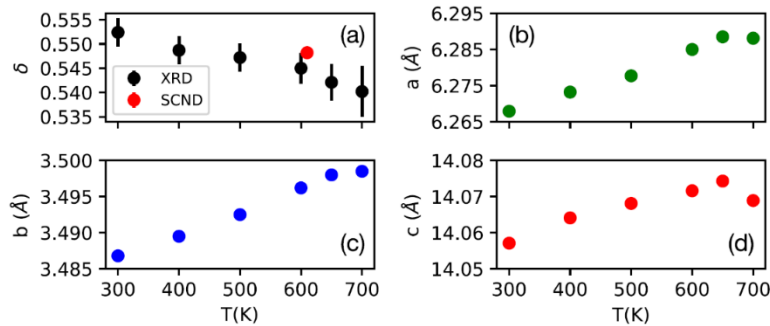 0.555
0.550
0.545
0.540
0.535
δ
(a)
XRD
SCND
6.295
6.285
6.275
6.265
a (Å)
(b)
3.500
3.495
3.490
3.485
b (Å)
(c)
300 400 500 600 700
T(K)
14.08
14.07
14.06
14.05
c (Å)
(d)
300 400 500 600 700
T(K)